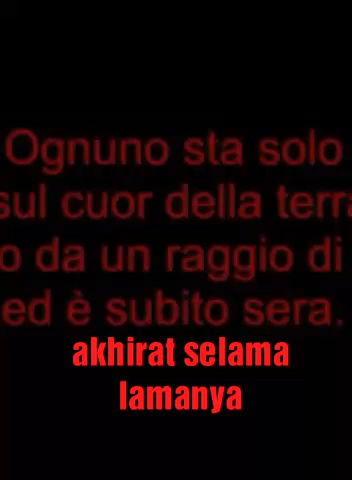 Ognuno sta solo
sul cuor della terra
o da un raggio di
ed è subito sera.
akhirat selama
lamanya